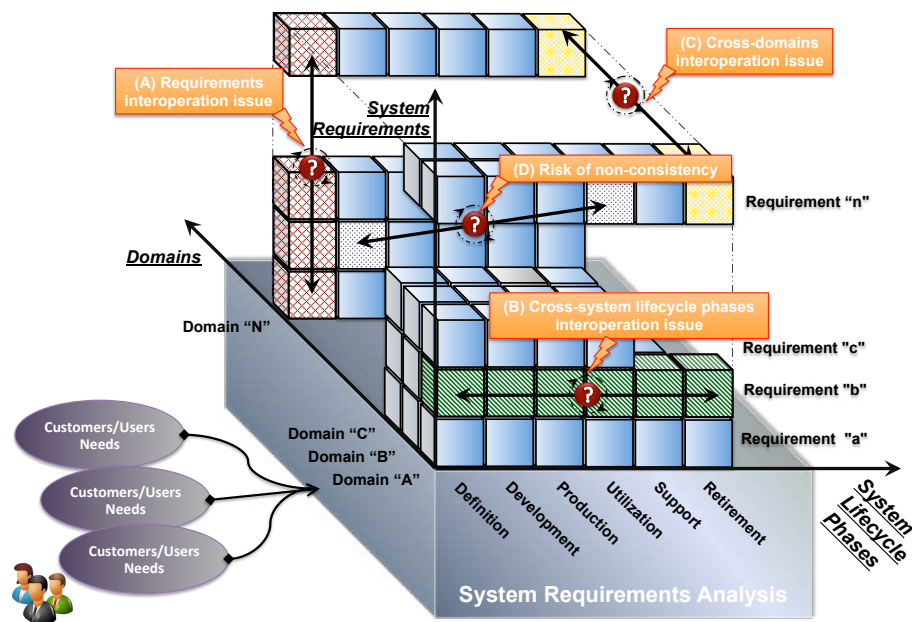 (C) Cross-domains
interoperation issue
(A) Requirements
interoperation issue
System
Requirements
(D) Risk of non-consistency
Requirement “n”
Domains
(B) Cross-system lifecycle phases
interoperation issue
Domain “N”
Requirement "c"
Requirement "b"
Customers/Users
Needs
Domain “C”
Requirement "a"
Domain “B”
Domain “A”
Customers/Users
Needs
Definition
Development
Production
Utilization
Support
Retirement
System
Lifecycle
Phases
Customers/Users
Needs
System Requirements Analysis
?
?
?
?